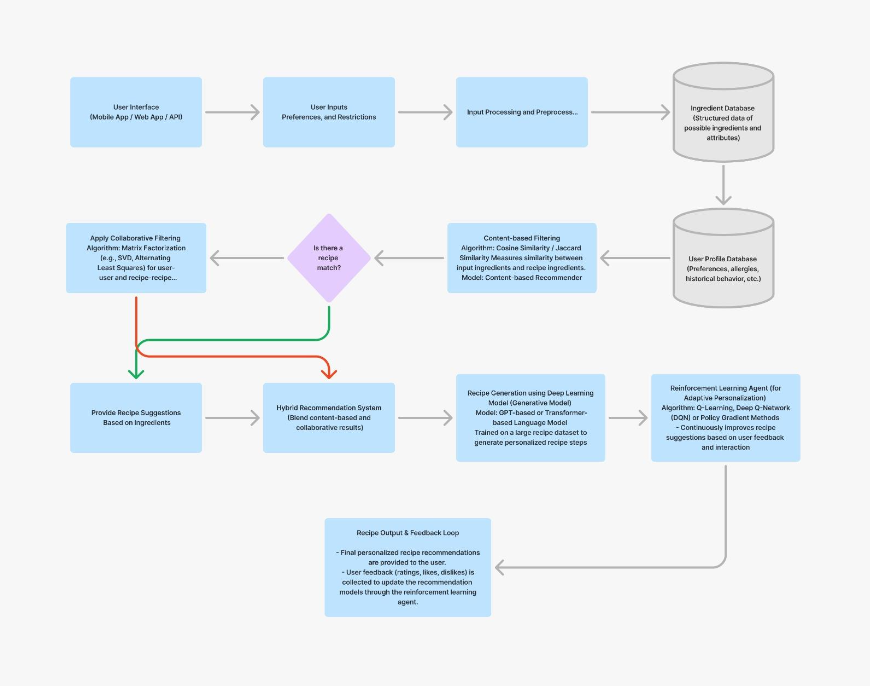 User Interface
(Mobile App / Web App / API)
User Inputs
Preferences, and Restrictions
Input Processing and Preprocess...
Ingredient Database
(Structured data of
possible ingredients and
attributes)
Apply Collaborative Filtering
Algorithm: Matrix Factorization
(e.g., SVD, Alternating
Least Squares) for user-
user and recipe-recipe...
Is there a
recipe
match?
Content-based Filtering
Algorithm: Cosine Similarity / Jaccard
Similarity Measures similarity between
input ingredients and recipe ingredients.
Model: Content-based Recommender
User Profile Database
(Preferences, allergies,
historical behavior, etc.)
Provide Recipe Suggestions
Based on Ingredients
Hybrid Recommendation System
(Blend content-based and
collaborative results)
Recipe Generation using Deep Learning
Model (Generative Model)
Model: GPT-based or Transformer-
based Language Model
Trained on a large recipe dataset to
generate personalized recipe steps
Reinforcement Learning Agent (for
Adaptive Personalization)
Algorithm: Q-Learning, Deep Q-Network
(DQN) or Policy Gradient Methods
- Continuously improves recipe
suggestions based on user feedback
and interaction
Recipe Output & Feedback Loop
- Final personalized recipe recommendations
are provided to the user.
- User feedback (ratings, likes, dislikes) is
collected to update the recommendation
models through the reinforcement learning
agent.